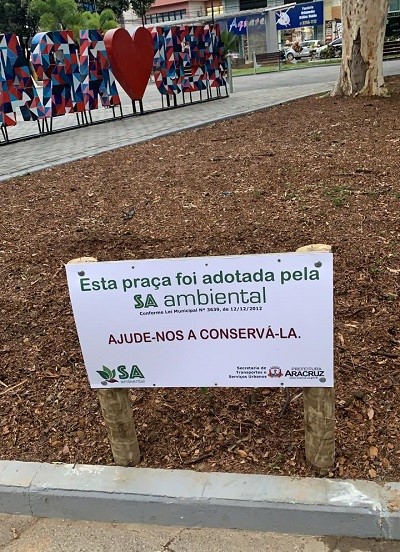 Esta praça foi adotada pela
SA ambiental
Conforme Lei Municipal Nº 3639, de 12/12/2012
AJUDE-NOS A CONSERVÁ-LA.
SA
ambiental
Secretaria de
Transportes e
Serviços Urbanos
PREFEITURA
ARACRUZ